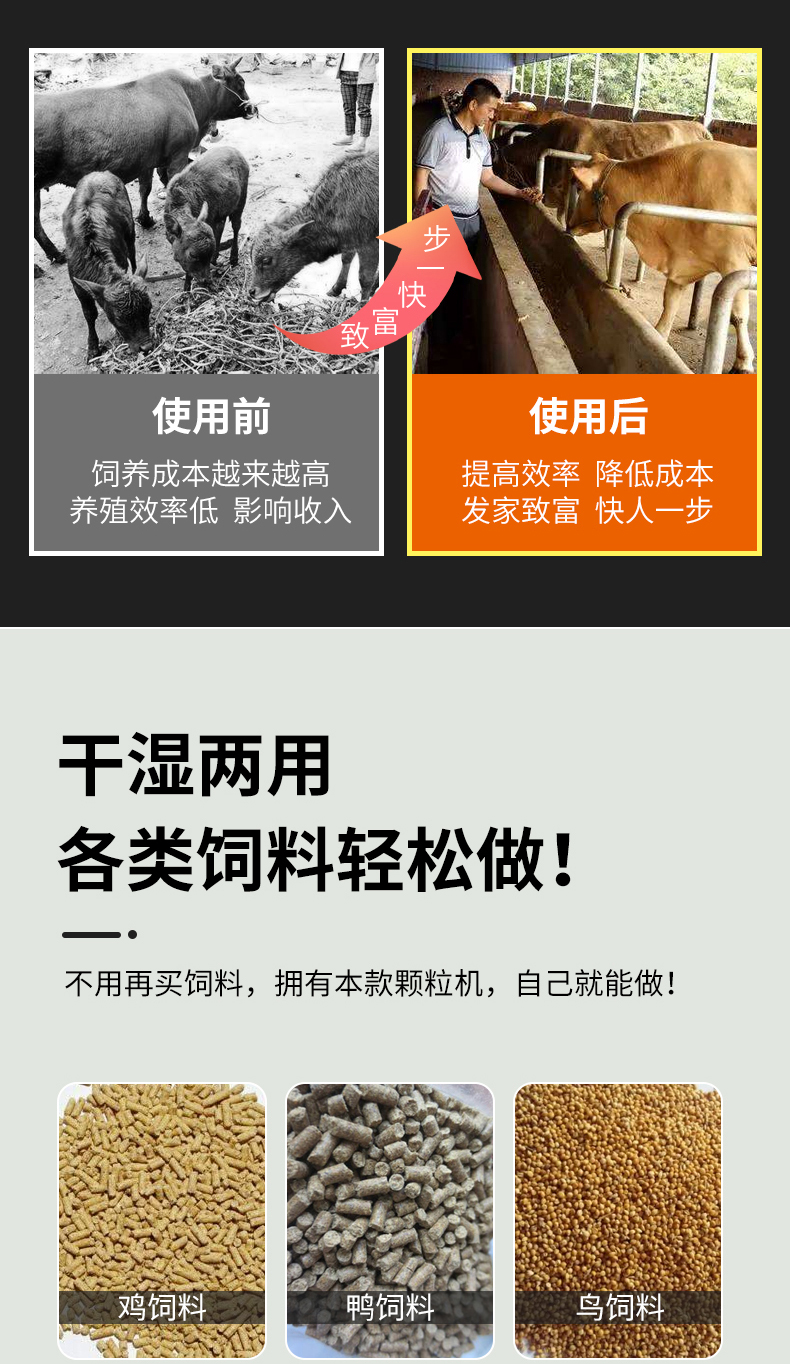 致富快一步
使用前
饲养成本越来越高
养殖效率低 影响收入
使用后
提高效率 降低成本
发家致富 快人一步
干湿两用
各类饲料轻松做！
不用再买饲料，拥有本款颗粒机，自己就能做！
鸡饲料
鸭饲料
鸟饲料